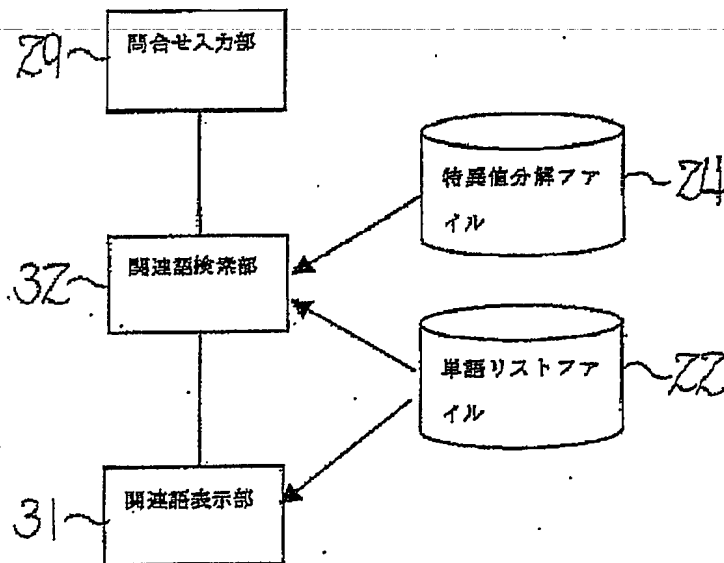 29
問合せ入力部
特異値分解ファ
イル
24
32
関連語検索部
単語リストファ
イル
22
31
関連語表示部